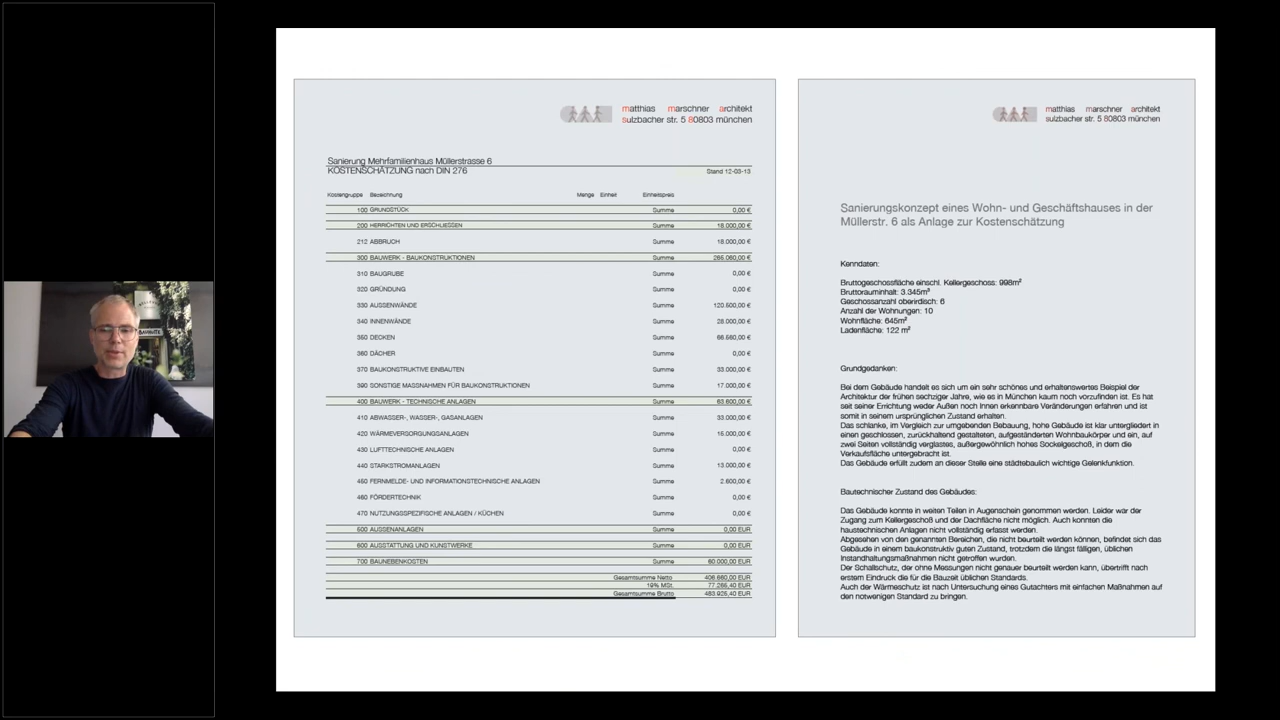 matthias marschner architekt
sulzbacher str. 5 80803 münchen
Sanierung Mehrfamilienhaus Müllerstrasse 6
KOSTENSCHÄTZUNG nach DIN 276 Stand 12-03-13
Kostengruppe Bezeichnung Menge Einheit Einheitspreis
100 GRUNDSTÜCK Summe 0,00 €
200 HERRICHTEN UND ERSCHLIESSEN Summe 18.000,00 €
212 ABBRUCH Summe 18.000,00 €
300 BAUWERK - BAUKONSTRUKTIONEN Summe 265.060,00 €
310 BAUGRUBE Summe 0,00 €
320 GRÜNDUNG Summe 0,00 €
330 AUSSENWÄNDE Summe 120.500,00 €
340 INNENWÄNDE Summe 28.000,00 €
350 DECKEN Summe 66.560,00 €
360 DÄCHER Summe 0,00 €
370 BAUKONSTRUKTIVE EINBAUTEN Summe 33.000,00 €
390 SONSTIGE MASSNAHMEN FÜR BAUKONSTRUKTIONEN Summe 17.000,00 €
400 BAUWERK - TECHNISCHE ANLAGEN Summe 63.600,00 €
410 ABWASSER-, WASSER-, GASANLAGEN Summe 33.000,00 €
420 WÄRMEVERSORGUNGSANLAGEN Summe 15.000,00 €
430 LUFTTECHNISCHE ANLAGEN Summe 0,00 €
440 STARKSTROMANLAGEN Summe 13.000,00 €
450 FERNMELDE- UND INFORMATIONSTECHNISCHE ANLAGEN Summe 2.600,00 €
460 FÖRDERTECHNIK Summe 0,00 €
470 NUTZUNGSSPEZIFISCHE ANLAGEN / KÜCHEN Summe 0,00 €
500 AUSSENANLAGEN Summe 0,00 EUR
600 AUSSTATTUNG UND KUNSTWERKE Summe 0,00 EUR
700 BAUNEBENKOSTEN Summe 60.000,00 EUR
Gesamtsumme Netto 406.660,00 EUR
19% MSt. 77.265,40 EUR
Gesamtsumme Brutto 483.925,40 EUR
matthias marschner architekt
sulzbacher str. 5 80803 münchen
Sanierungskonzept eines Wohn- und Geschäftshauses in der
Müllerstr. 6 als Anlage zur Kostenschätzung
Kenndaten:
Bruttogeschossfläche einschl. Kellergeschoss: 998m²
Bruttorauminhalt: 3.345m³
Geschossanzahl oberirdisch: 6
Anzahl der Wohnungen: 10
Wohnfläche: 645m²
Ladenfläche: 122 m²
Grundgedanken:
Bei dem Gebäude handelt es sich um ein sehr schönes und erhaltenswertes Beispiel der
Architektur der frühen sechziger Jahre, wie es in München kaum noch vorzufinden ist. Es hat
seit seiner Errichtung weder Außen noch Innen erkennbare Veränderungen erfahren und ist
somit in seinem ursprünglichen Zustand erhalten.
Das schlanke, im Vergleich zur umgebenden Bebauung, hohe Gebäude ist klar untergliedert in
einen geschlossen, zurückhaltend gestalteten, aufgeständerten Wohnbaukörper und ein, auf
zwei Seiten vollständig verglastes, außergewöhnlich hohes Sockelgeschoß, in dem die
Verkaufsfläche untergebracht ist.
Das Gebäude erfüllt zudem an dieser Stelle eine städtebaulich wichtige Gelenkfunktion.
Bautechnischer Zustand des Gebäudes:
Das Gebäude konnte in weiten Teilen in Augenschein genommen werden. Leider war der
Zugang zum Kellergeschoß und der Dachfläche nicht möglich. Auch konnten die
haustechnischen Anlagen nicht vollständig erfasst werden.
Abgesehen von den genannten Bereichen, die nicht beurteilt werden können, befindet sich das
Gebäude in einem baukonstruktiv guten Zustand, trotzdem die längst fälligen, üblichen
Instandhaltungsmaßnahmen nicht getroffen wurden.
Der Schallschutz, der ohne Messungen nicht genauer beurteilt werden kann, übertrifft nach
erstem Eindruck die für die Bauzeit üblichen Standards.
Auch der Wärmeschutz ist nach Untersuchung eines Gutachters mit einfachen Maßnahmen auf
den notwenigen Standard zu bringen.